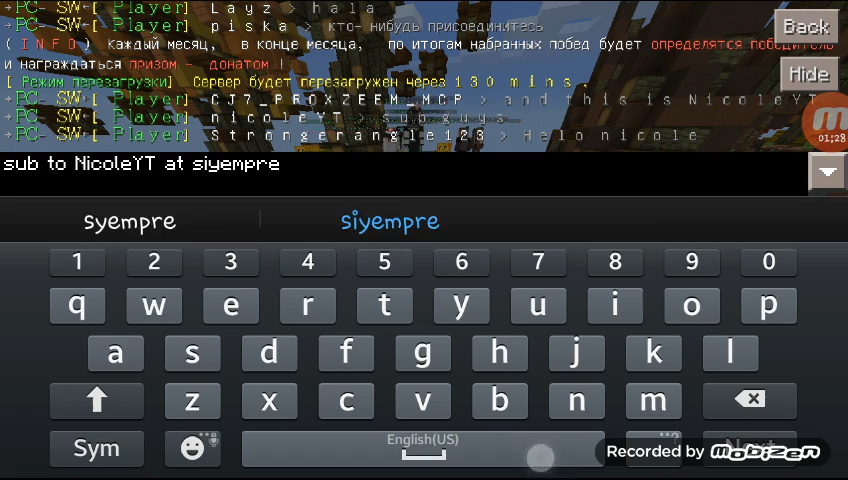 PC- SW-[ Player] Layz > hala
PC- SW-[ Player] piska > кто- нибудь присоединитесь
( INFO) Каждый месяц, в конце месяца, по итогам набранных побед будет определятся победитель
и награждаться призом - донатом !
[ Режим перезагрузки] Сервер будет перезагружен через 130 mins.
PC- SW-[ Player] CJ7_PROXZEEM_MCP > and this is NicoleYT
PC- SW-[ Player] nicoleYT > sub guys
PC- SW-[ Player] Strongerangle123 > Helo nicole
Back
Hide
01:28
sub to NicoleYT at siyempre
syempre siyempre
1 2 3 4 5 6 7 8 9 0
q w e r t y u i o p
a s d f g h j k l
z x c v b n m
Sym English(US) Next
Recorded by MOBIZEN